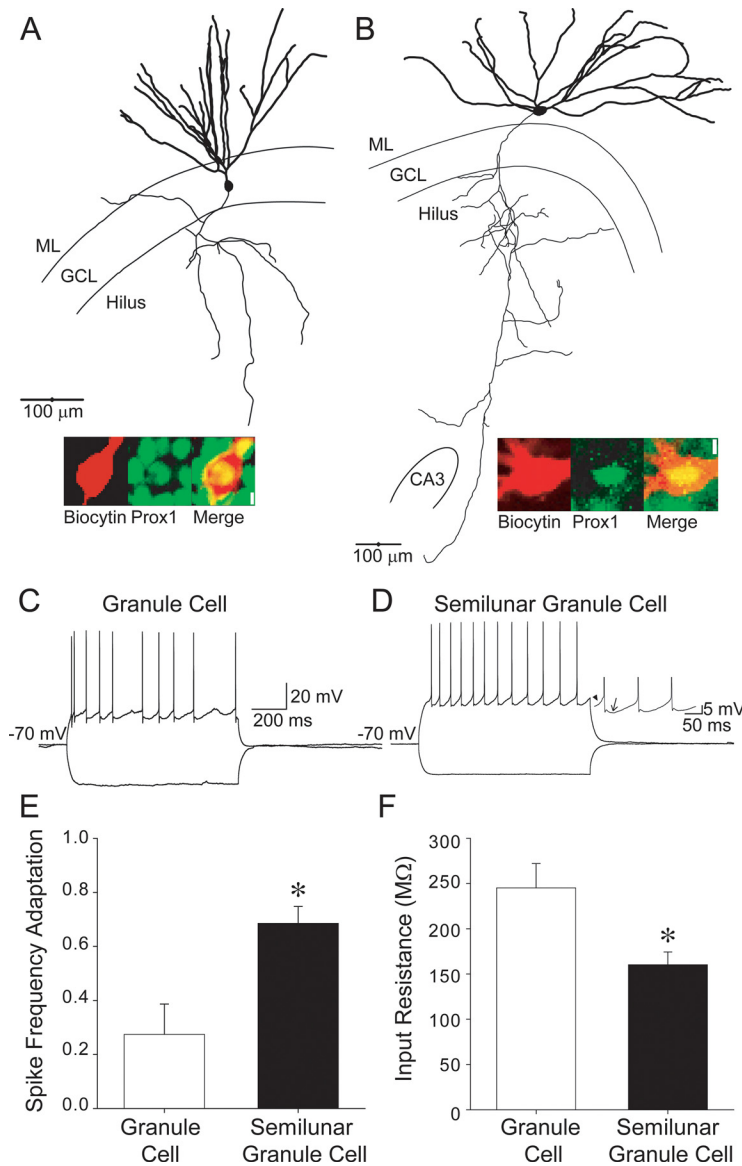 A
ML
GCL
Hilus
100 μm
Biocytin Prox1 Merge
B
ML
GCL
Hilus
CA3
100 μm
Biocytin Prox1 Merge
C
Granule Cell
-70 mV
20 mV
200 ms
D
Semilunar Granule Cell
-70 mV
5 mV
50 ms
E
Spike Frequency Adaptation
1.0
0.8
0.6
0.4
0.2
0.0
*
Granule
Cell
Semilunar
Granule Cell
F
Input Resistance (MΩ)
300
250
200
150
100
50
0
*
Granule
Cell
Semilunar
Granule Cell